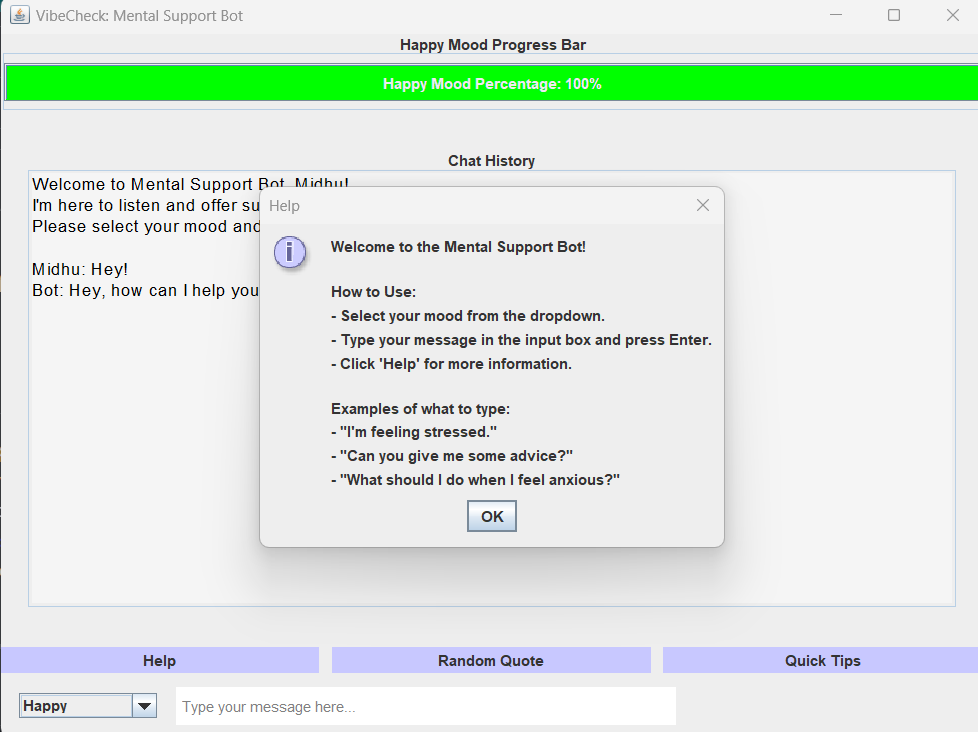 VibeCheck: Mental Support Bot
Happy Mood Progress Bar
Happy Mood Percentage: 100%
Chat History
Welcome to Mental Support Bot, Midhu!
I'm here to listen and offer su
Please select your mood and
Midhu: Hey!
Bot: Hey, how can I help you
Help
Welcome to the Mental Support Bot!
How to Use:
- Select your mood from the dropdown.
- Type your message in the input box and press Enter.
- Click 'Help' for more information.
Examples of what to type:
- "I'm feeling stressed."
- "Can you give me some advice?"
- "What should I do when I feel anxious?"
OK
Help
Random Quote
Quick Tips
Happy
Type your message here...